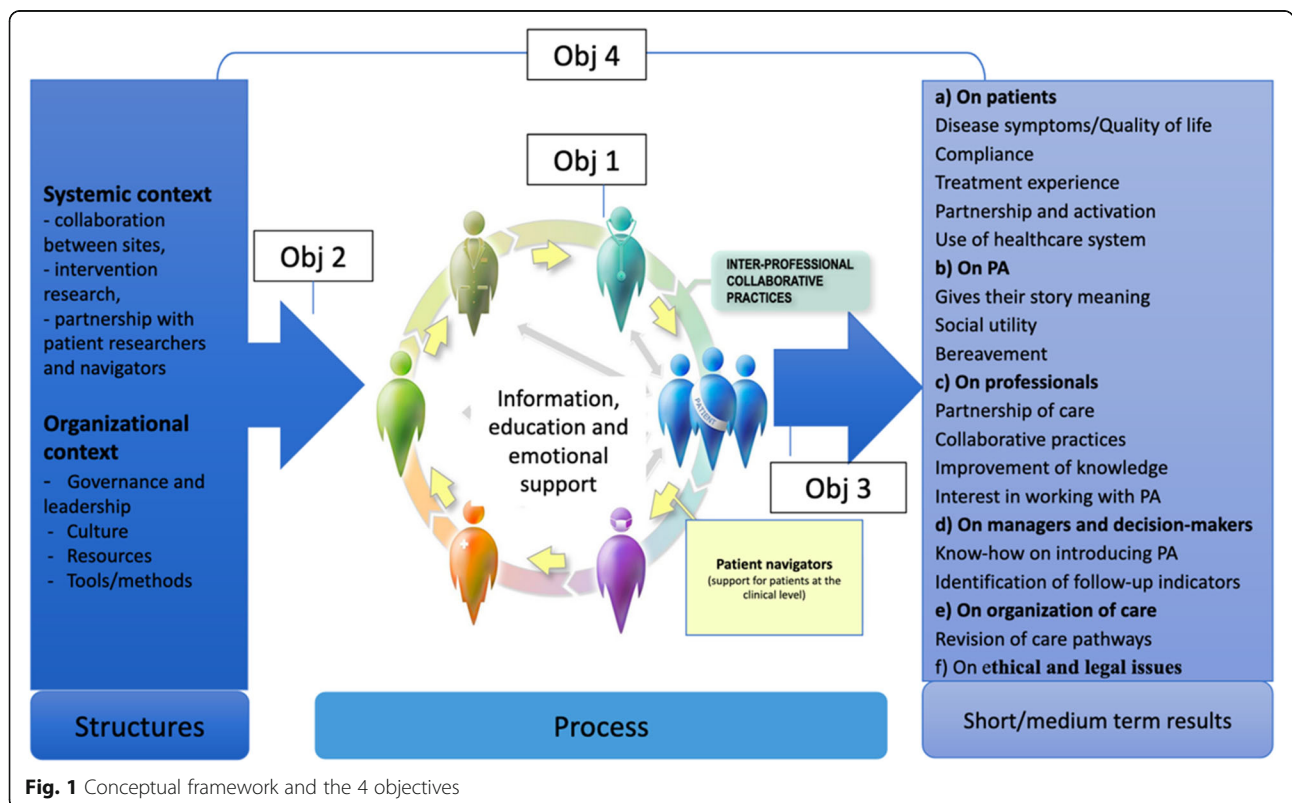 Obj 4
Systemic context
- collaboration
between sites,
- intervention
research,
- partnership with
patient researchers
and navigators
Organizational
context
- Governance and
leadership
- Culture
- Resources
- Tools/methods
Structures
Obj 2
Obj 1
INTER-PROFESSIONAL
COLLABORATIVE
PRACTICES
Information,
education and
emotional
support
PATIENT
Obj 3
Patient navigators
(support for patients at the
clinical level)
Process
a) On patients
Disease symptoms/Quality of life
Compliance
Treatment experience
Partnership and activation
Use of healthcare system
b) On PA
Gives their story meaning
Social utility
Bereavement
c) On professionals
Partnership of care
Collaborative practices
Improvement of knowledge
Interest in working with PA
d) On managers and decision-makers
Know-how on introducing PA
Identification of follow-up indicators
e) On organization of care
Revision of care pathways
f) On ethical and legal issues
Short/medium term results
Fig. 1 Conceptual framework and the 4 objectives